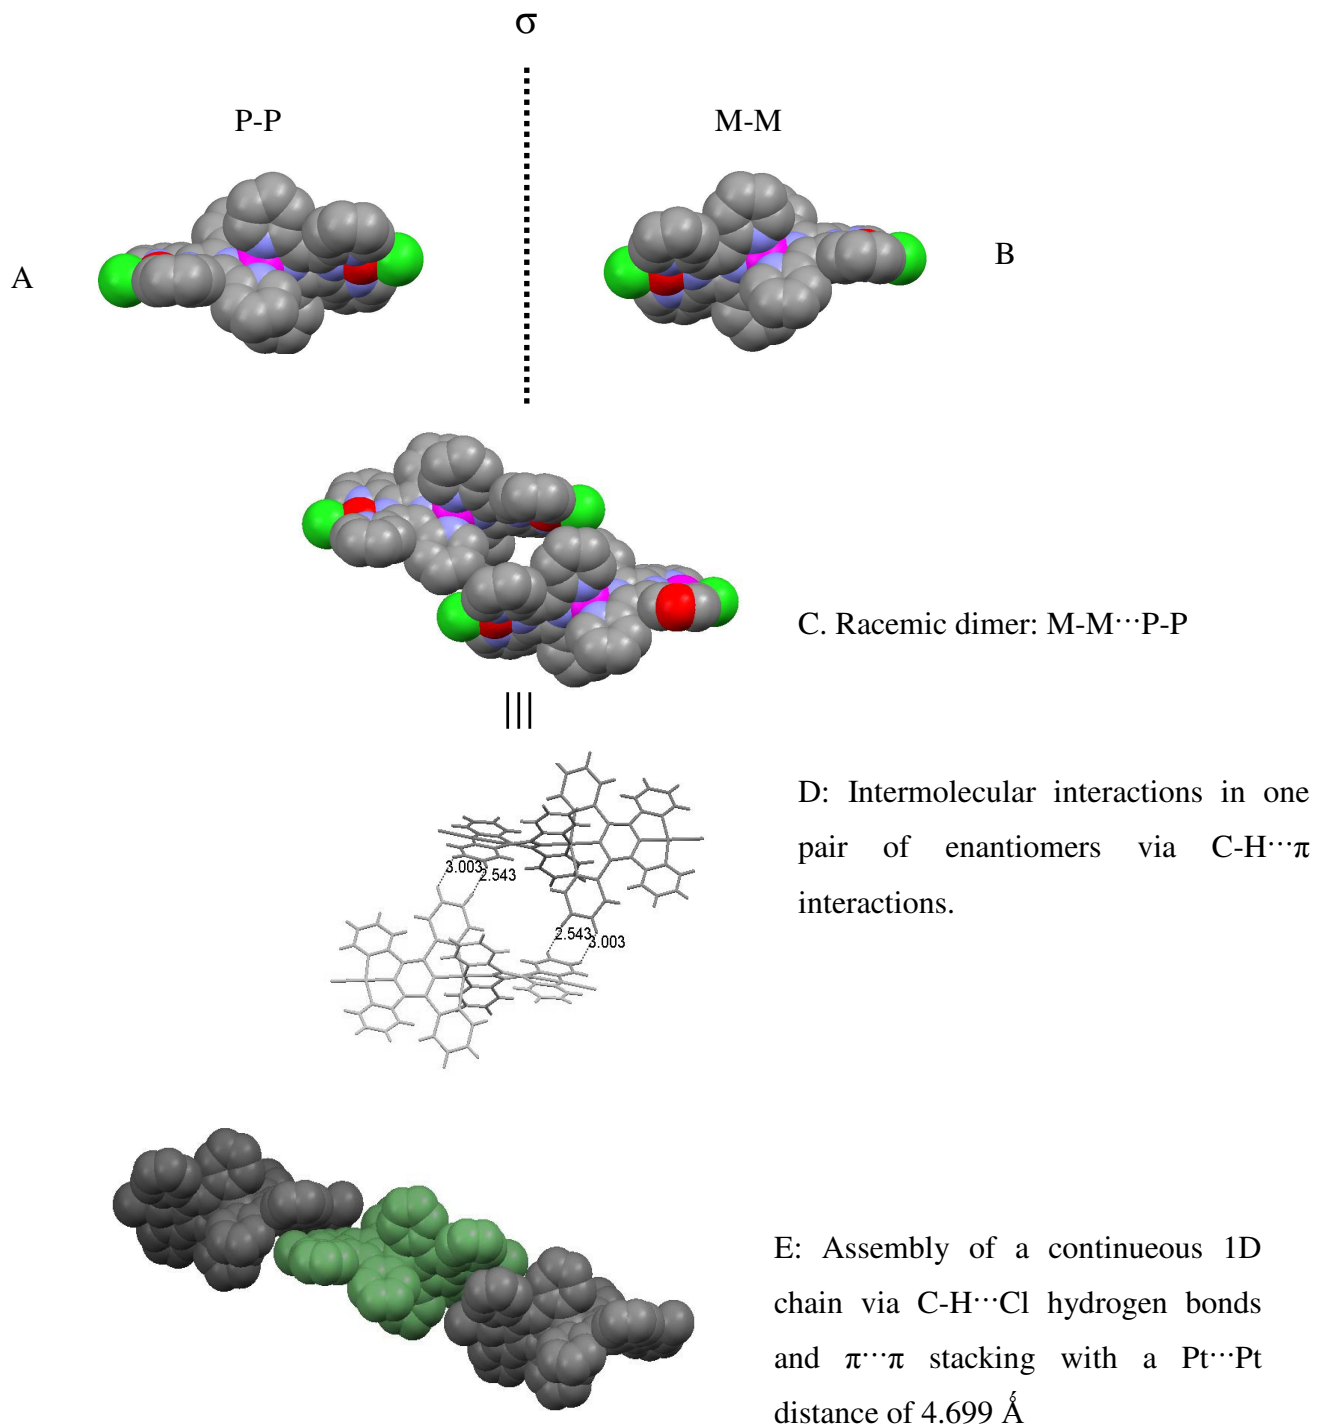 σ
P-P
M-M
A
B
C. Racemic dimer: M-M···P-P
|||
3.003
2.543
2.543
3.003
D: Intermolecular interactions in one
pair of enantiomers via C-H···π
interactions.
E: Assembly of a continueous 1D
chain via C-H···Cl hydrogen bonds
and π···π stacking with a Pt···Pt
distance of 4.699 Ǻ